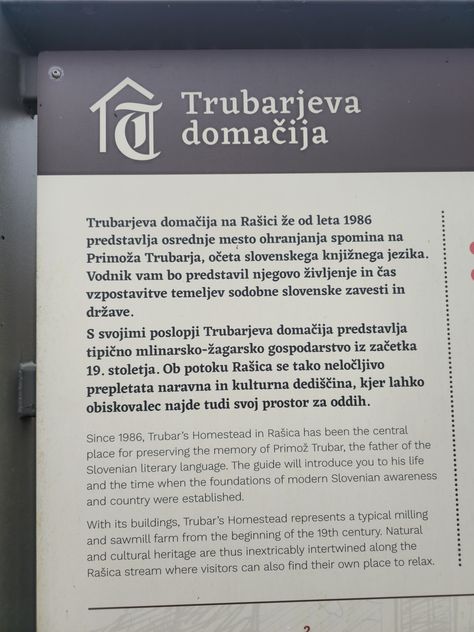 Trubarjeva
domačija
Trubarjeva domačija na Rašici že od leta 1986
predstavlja osrednje mesto ohranjanja spomina na
Primoža Trubarja, očeta slovenskega knjižnega jezika.
Vodnik vam bo predstavil njegovo življenje in čas
vzpostavitve temeljev sodobne slovenske zavesti in
države.
S svojimi poslopji Trubarjeva domačija predstavlja
tipično mlinarsko-žagarsko gospodarstvo iz začetka
19. stoletja. Ob potoku Rašica se tako neločljivo
prepletata naravna in kulturna dediščina, kjer lahko
obiskovalec najde tudi svoj prostor za oddih.
Since 1986, Trubar's Homestead in Rašica has been the central
place for preserving the memory of Primož Trubar, the father of the
Slovenian literary language. The guide will introduce you to his life
and the time when the foundations of modern Slovenian awareness
and country were established.
With its buildings, Trubar's Homestead represents a typical milling
and sawmill farm from the beginning of the 19th century. Natural
and cultural heritage are thus inextricably intertwined along the
Rašica stream where visitors can also find their own place to relax.